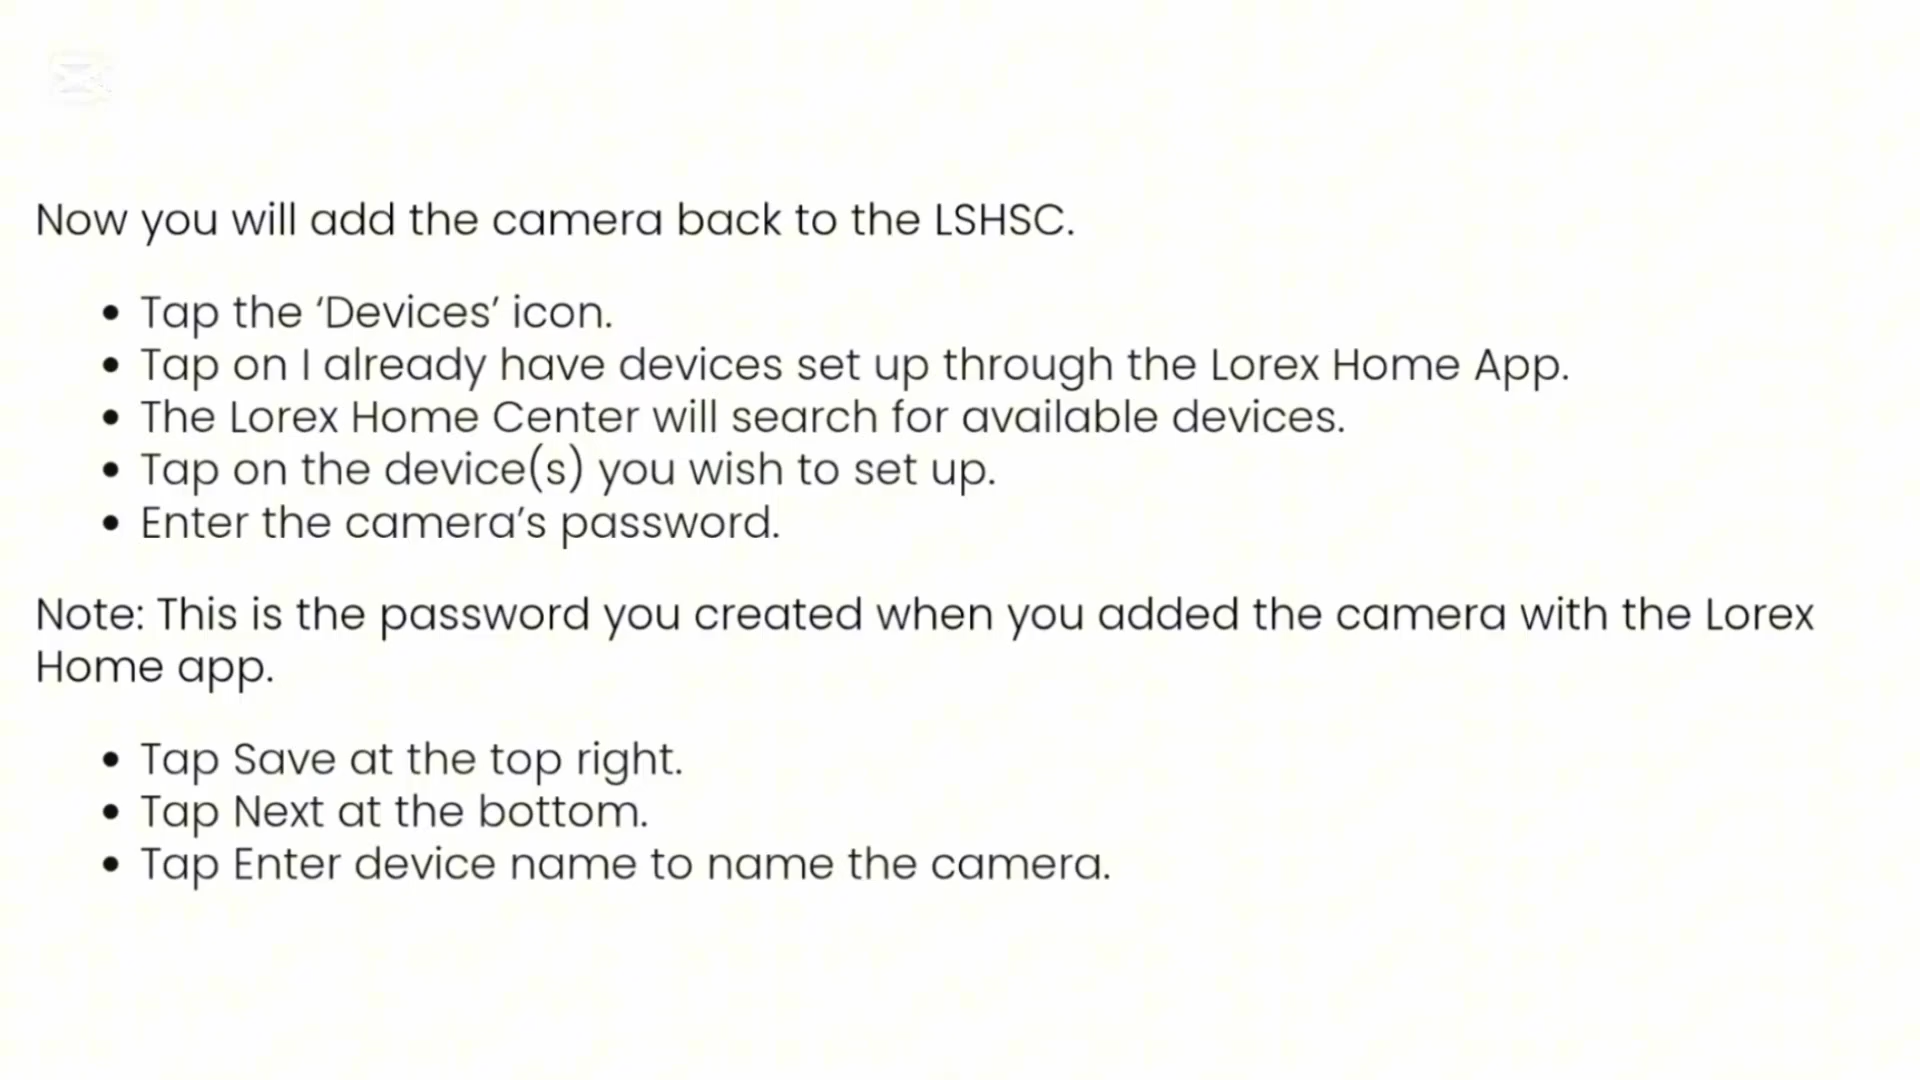 Now you will add the camera back to the LSHSC.
• Tap the ‘Devices’ icon.
• Tap on I already have devices set up through the Lorex Home App.
• The Lorex Home Center will search for available devices.
• Tap on the device(s) you wish to set up.
• Enter the camera’s password.
Note: This is the password you created when you added the camera with the Lorex
Home app.
• Tap Save at the top right.
• Tap Next at the bottom.
• Tap Enter device name to name the camera.